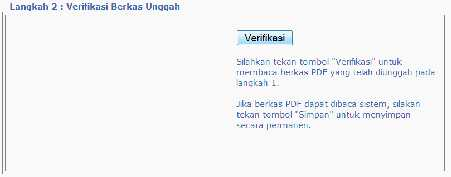 Langkah 2 : Verifikasi Berkas Unggah
Verifikasi
Silahkan tekan tombol "Verifikasi" untuk
membaca berkas PDF yang telah diunggah pada
langkah 1.
Jika berkas PDF dapat dibaca sistem, silakan
tekan tombol "Simpan" untuk menyimpan
secara permanen.